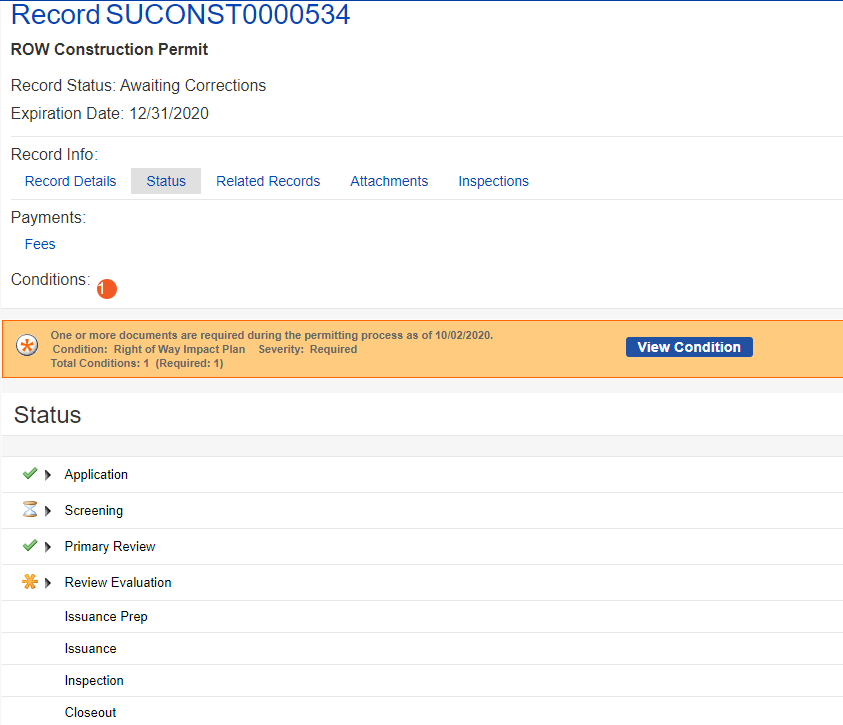 Record SUCONST0000534
ROW Construction Permit
Record Status: Awaiting Corrections
Expiration Date: 12/31/2020
Record Info:
Record Details Status Related Records Attachments Inspections
Payments:
Fees
Conditions: 1
One or more documents are required during the permitting process as of 10/02/2020.
Condition: Right of Way Impact Plan Severity: Required
View Condition
Total Conditions: 1 (Required: 1)
Status
Application
Screening
Primary Review
Review Evaluation
Issuance Prep
Issuance
Inspection
Closeout